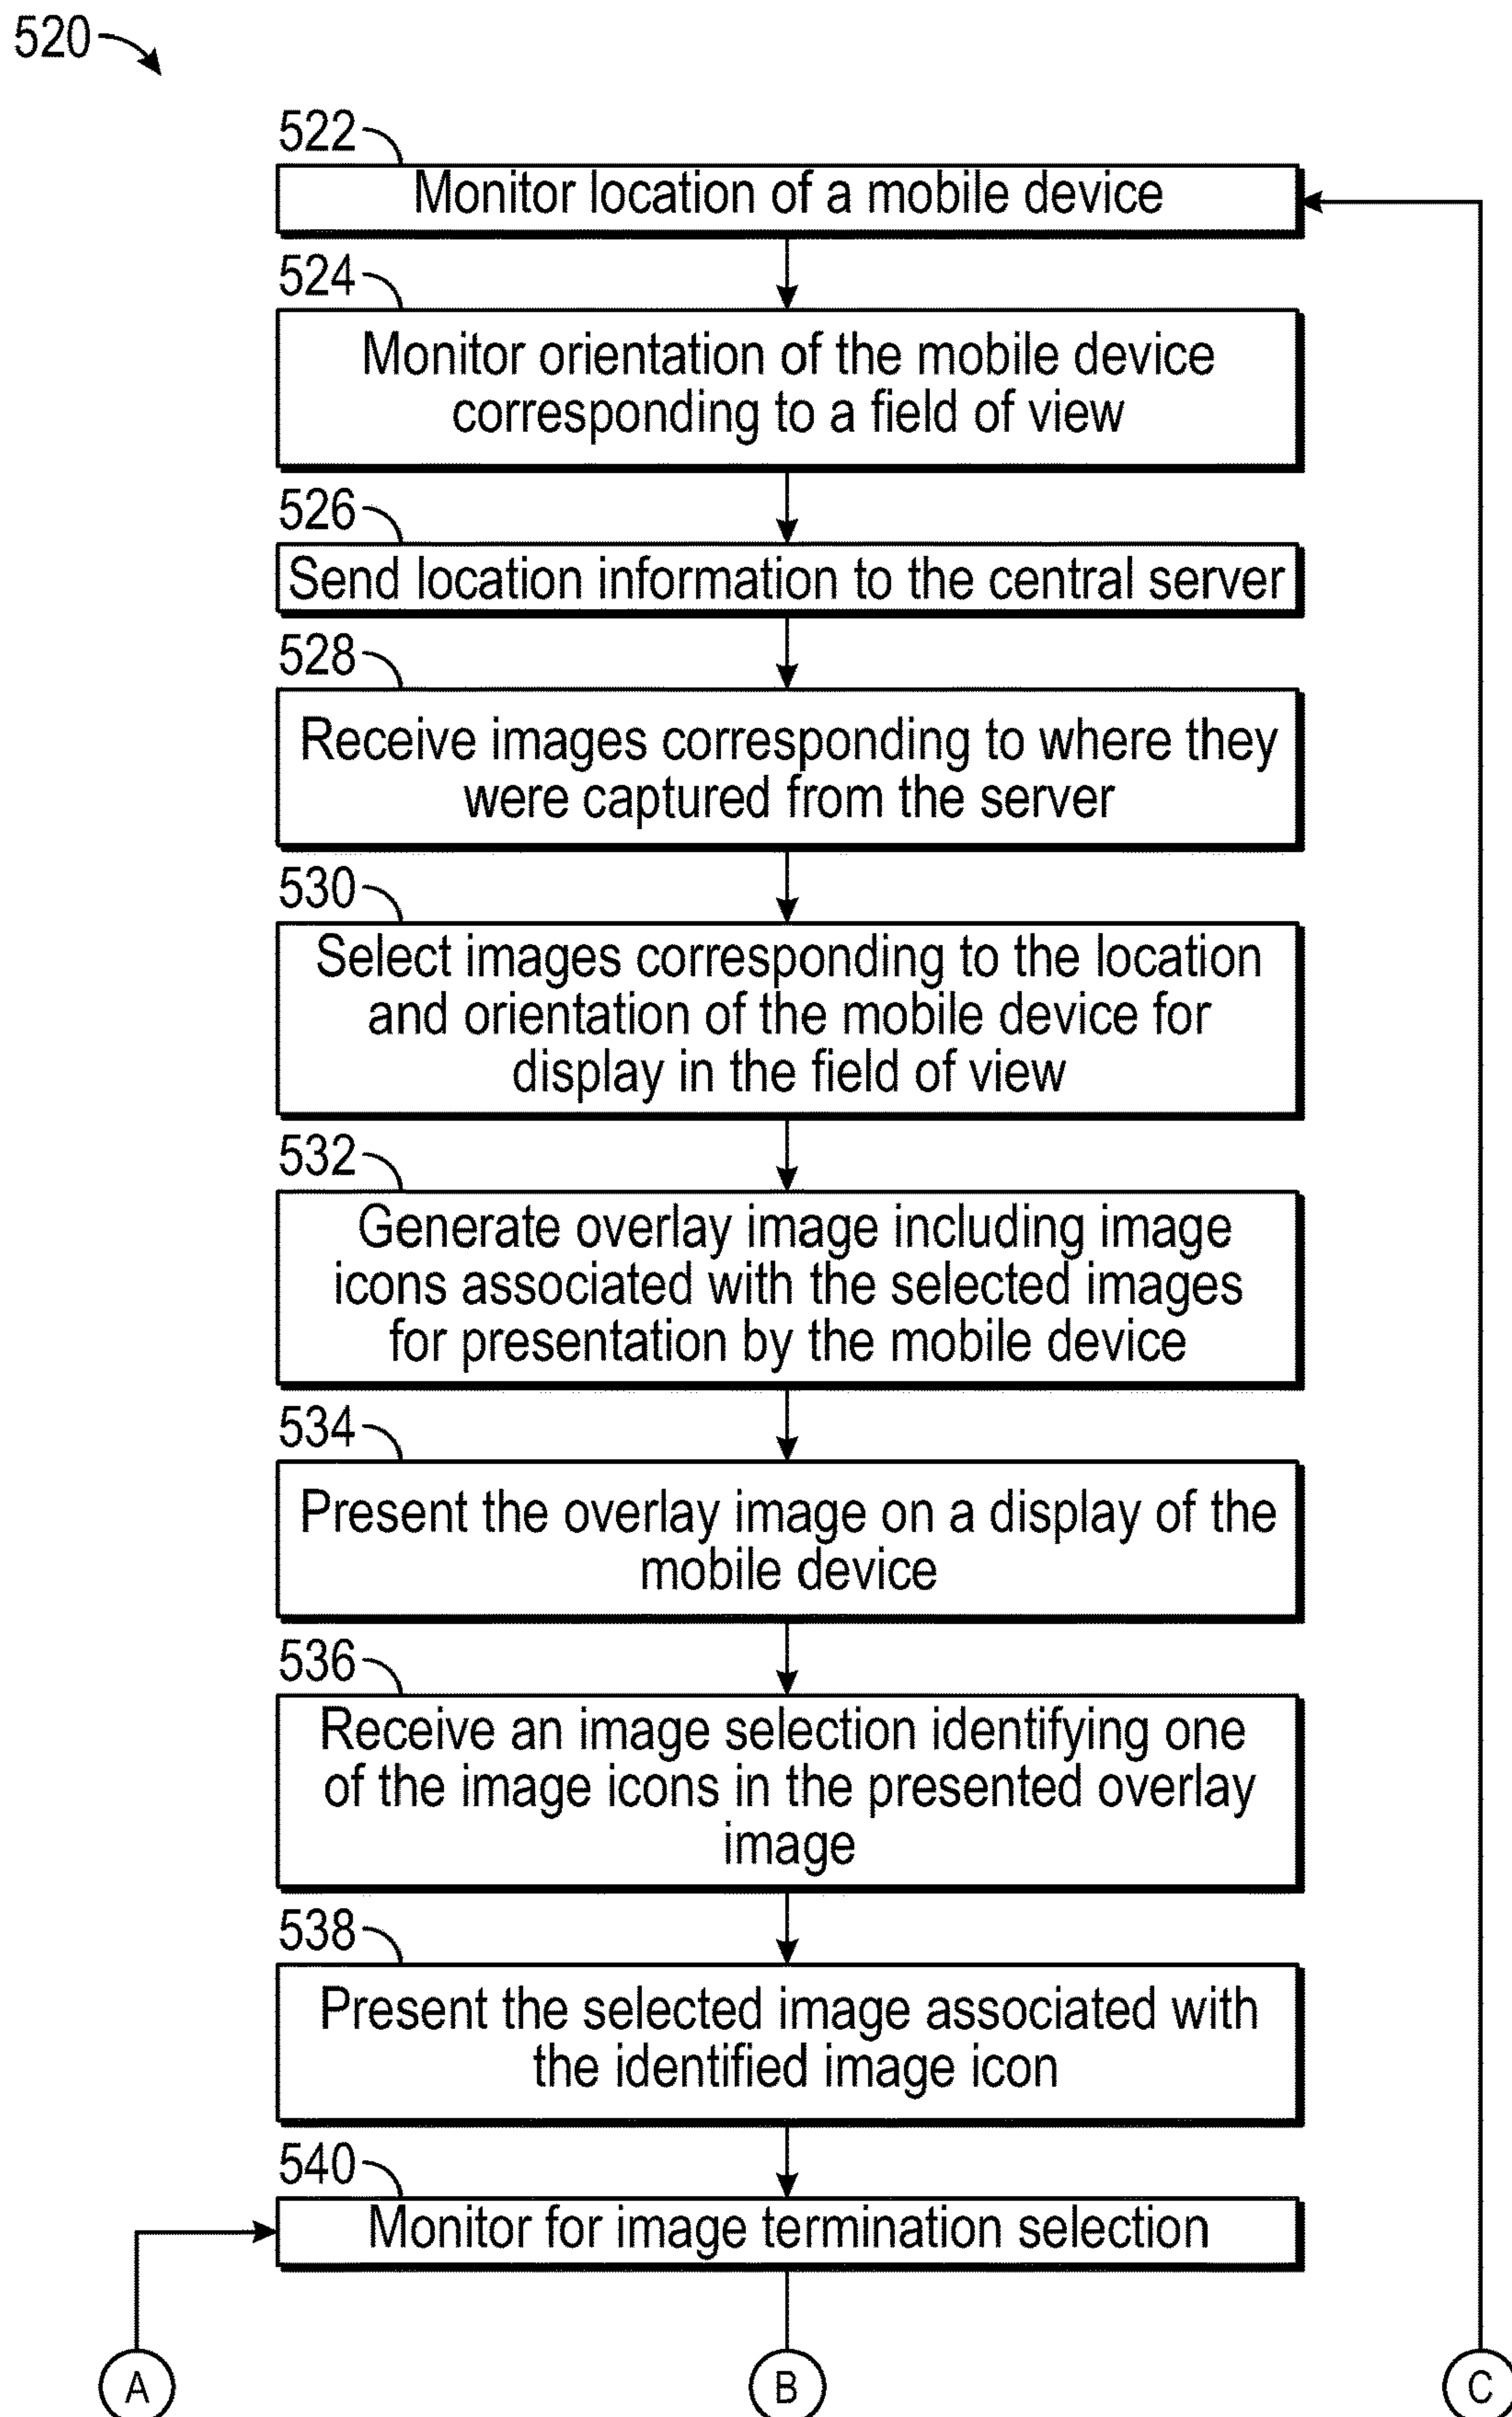 520
522
Monitor location of a mobile device
524
Monitor orientation of the mobile device
corresponding to a field of view
526
Send location information to the central server
528
Receive images corresponding to where they
were captured from the server
530
Select images corresponding to the location
and orientation of the mobile device for
display in the field of view
532
Generate overlay image including image
icons associated with the selected images
for presentation by the mobile device
534
Present the overlay image on a display of the
mobile device
536
Receive an image selection identifying one
of the image icons in the presented overlay
image
538
Present the selected image associated with
the identified image icon
540
Monitor for image termination selection
A B C